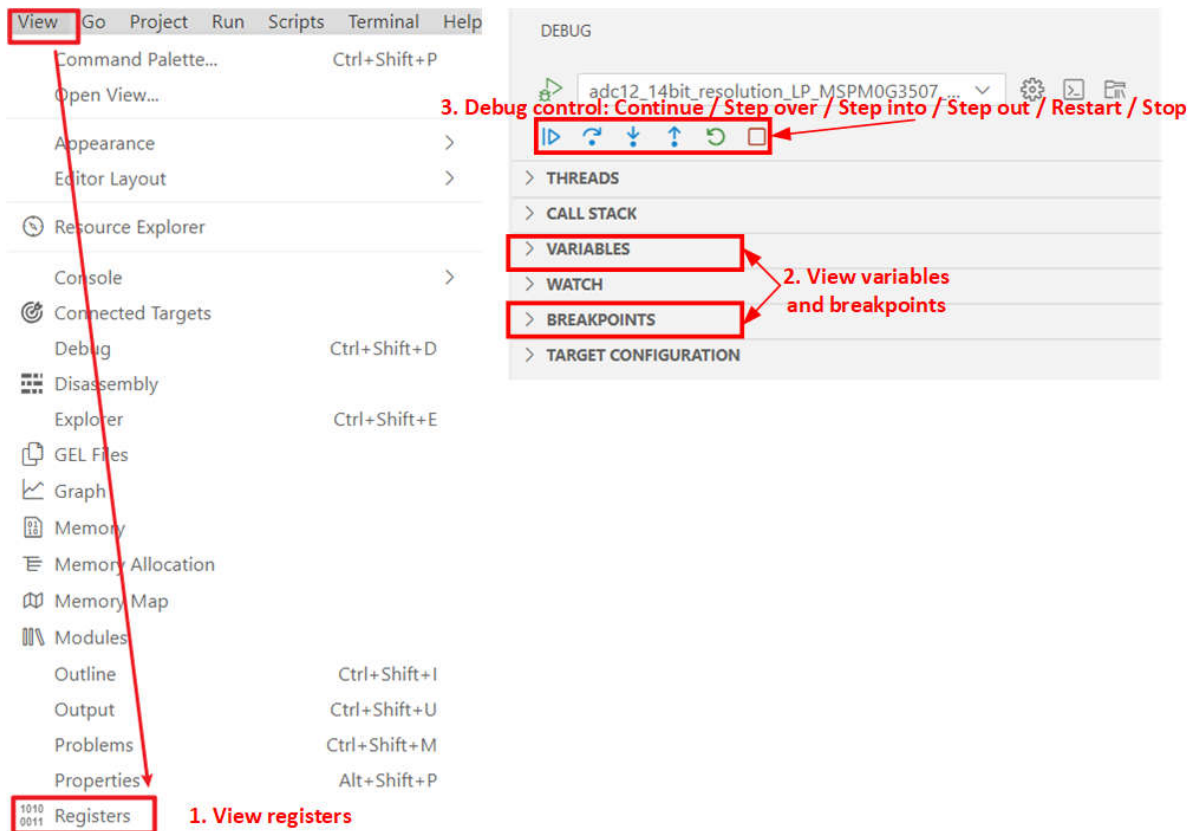 View Go Project Run Scripts Terminal Help
Command Palette... Ctrl+Shift+P
Open View...
Appearance
Editor Layout
Resource Explorer
Console
Connected Targets
Debug Ctrl+Shift+D
Disassembly
Explorer Ctrl+Shift+E
GEL Files
Graph
Memory
Memory Allocation
Memory Map
Modules
Outline Ctrl+Shift+I
Output Ctrl+Shift+U
Problems Ctrl+Shift+M
Properties Alt+Shift+P
1010
0011 Registers
1. View registers
DEBUG
adc12_14bit_resolution_LP_MSPM0G3507_...
3. Debug control: Continue / Step over / Step into / Step out / Restart / Stop
THREADS
CALL STACK
VARIABLES
WATCH
BREAKPOINTS
TARGET CONFIGURATION
2. View variables
and breakpoints